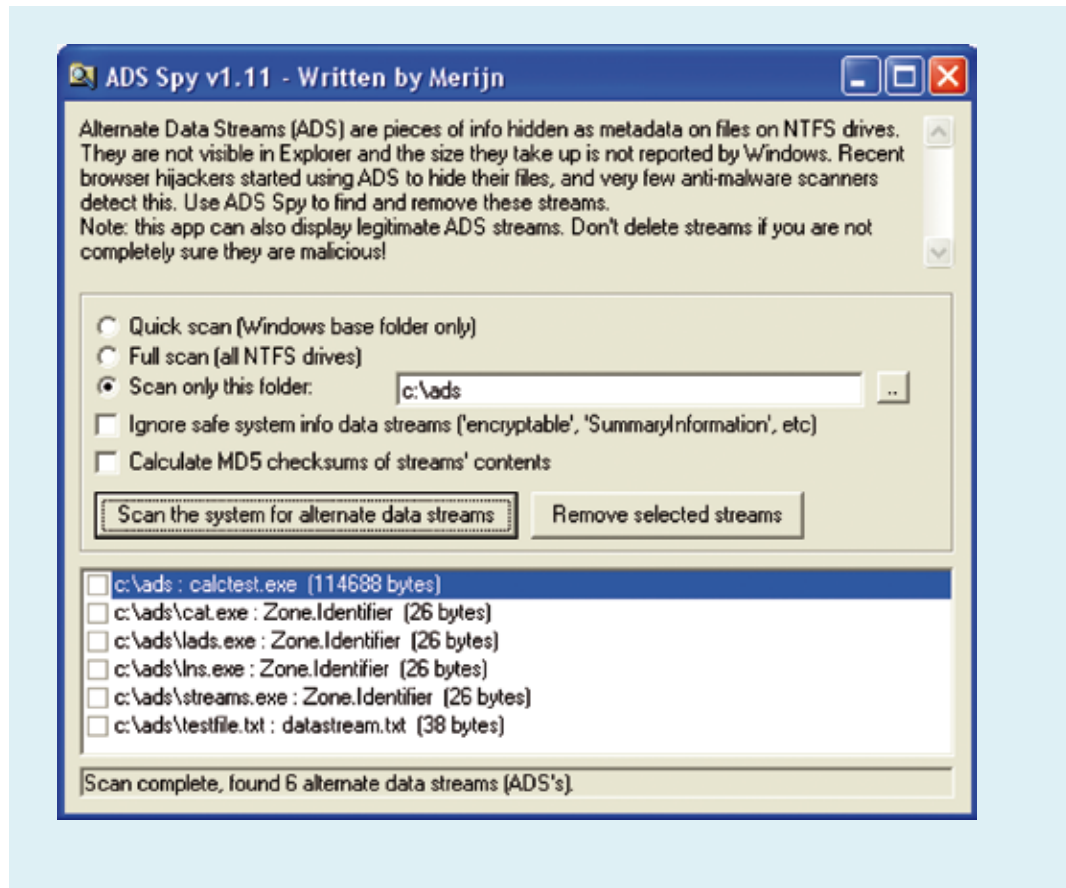 ADS Spy v1.11 - Written by Merijn
Alternate Data Streams (ADS) are pieces of info hidden as metadata on files on NTFS drives.
They are not visible in Explorer and the size they take up is not reported by Windows. Recent
browser hijackers started using ADS to hide their files, and very few anti-malware scanners
detect this. Use ADS Spy to find and remove these streams.
Note: this app can also display legitimate ADS streams. Don't delete streams if you are not
completely sure they are malicious!
Quick scan (Windows base folder only)
Full scan (all NTFS drives)
Scan only this folder: c:\ads ..
Ignore safe system info data streams ('encryptable', 'SummaryInformation', etc)
Calculate MD5 checksums of streams' contents
Scan the system for alternate data streams Remove selected streams
c:\ads : calctest.exe (114688 bytes)
c:\ads\cat.exe : Zone.Identifier (26 bytes)
c:\ads\lads.exe : Zone.Identifier (26 bytes)
c:\ads\lns.exe : Zone.Identifier (26 bytes)
c:\ads\streams.exe : Zone.Identifier (26 bytes)
c:\ads\testfile.txt : datastream.txt (38 bytes)
Scan complete, found 6 alternate data streams (ADS's).